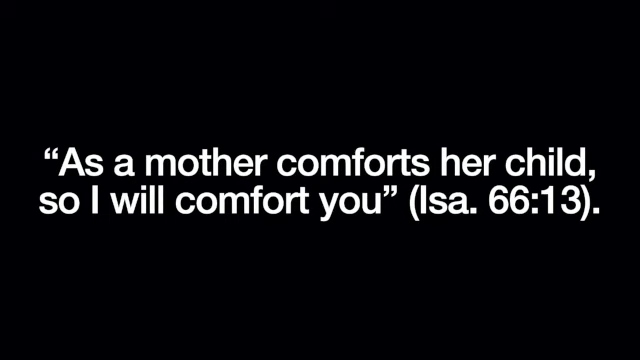 “As a mother comforts her child,
so I will comfort you” (Isa. 66:13).